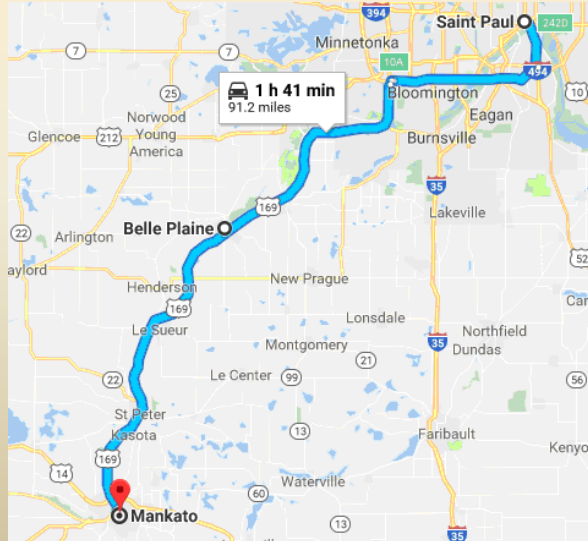 394
Saint Paul
242D
Minnetonka
7
7
10A
494
1 h 41 min
91.2 miles
Bloomington
10
25
Eagan
Norwood
Young
America
Glencoe
212
Burnsville
35
169
Lakeville
Belle Plaine
22
Arlington
52
aylord
New Prague
Henderson
Can
169
Lonsdale
Le Sueur
Northfield
Dundas
Montgomery
35
21
22
Le Center
99
56
St Peter
Kasota
13
Faribault
Kenyo
169
14
Waterville
60
Mankato
13
35